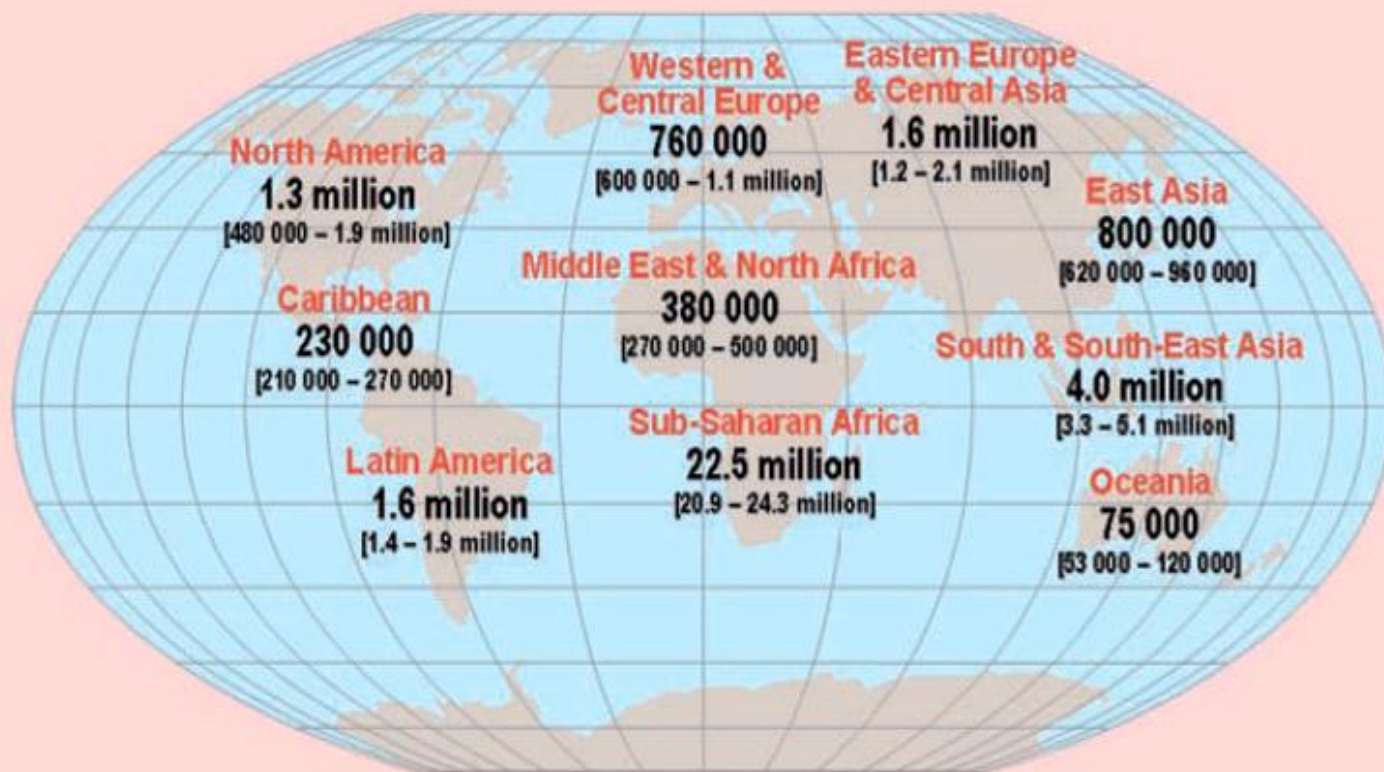 Western &
Central Europe
760 000
[600 000 – 1.1 million]
Eastern Europe
& Central Asia
1.6 million
[1.2 – 2.1 million]
North America
1.3 million
[480 000 – 1.9 million]
East Asia
800 000
[620 000 – 960 000]
Middle East & North Africa
380 000
[270 000 – 500 000]
Caribbean
230 000
[210 000 – 270 000]
South & South-East Asia
4.0 million
[3.3 – 5.1 million]
Sub-Saharan Africa
22.5 million
[20.9 – 24.3 million]
Latin America
1.6 million
[1.4 – 1.9 million]
Oceania
75 000
[53 000 – 120 000]